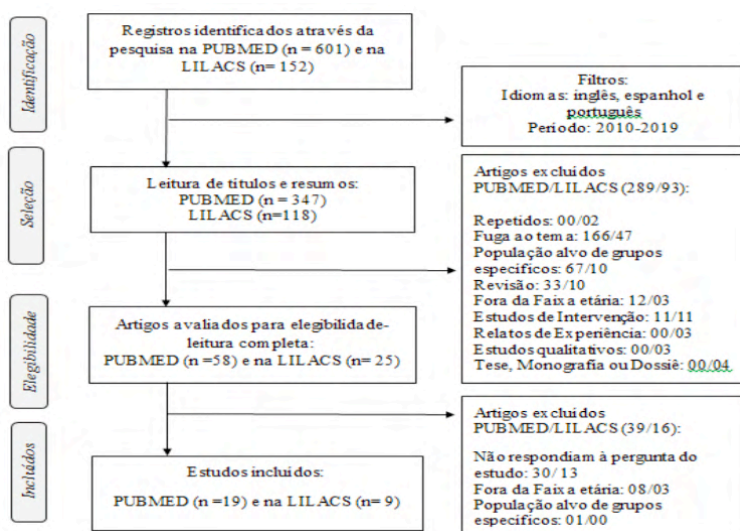 Identificação
Registros identificados através da
pesquisa na PUBMED (n = 601) e na
LILACS (n= 152)
Filtros:
Idiomas: inglês, espanhol e
português
Período: 2010-2019
Seleção
Leitura de títulos e resumos:
PUBMED (n = 347)
LILACS (n=118)
Artigos excluídos
PUBMED/LILACS (289/93):
Repetidos: 00/02
Fuga ao tema: 166/47
População alvo de grupos
específicos: 67/10
Revisão: 33/10
Fora da Faixa etária: 12/03
Estudos de Intervenção: 11/11
Relatos de Experiência: 00/03
Estudos qualitativos: 00/03
Tese, Monografia ou Dossiê: 00/04
Elegibilidade
Artigos avaliados para elegibilidade-
leitura completa:
PUBMED (n =58) e na LILACS (n= 25)
Artigos excluídos
PUBMED/LILACS (39/16):
Não respondiam à pergunta do
estudo: 30/ 13
Fora da Faixa etária: 08/03
População alvo de grupos
específicos: 01/00
Incluídos
Estudos incluídos:
PUBMED (n =19) e na LILACS (n= 9)